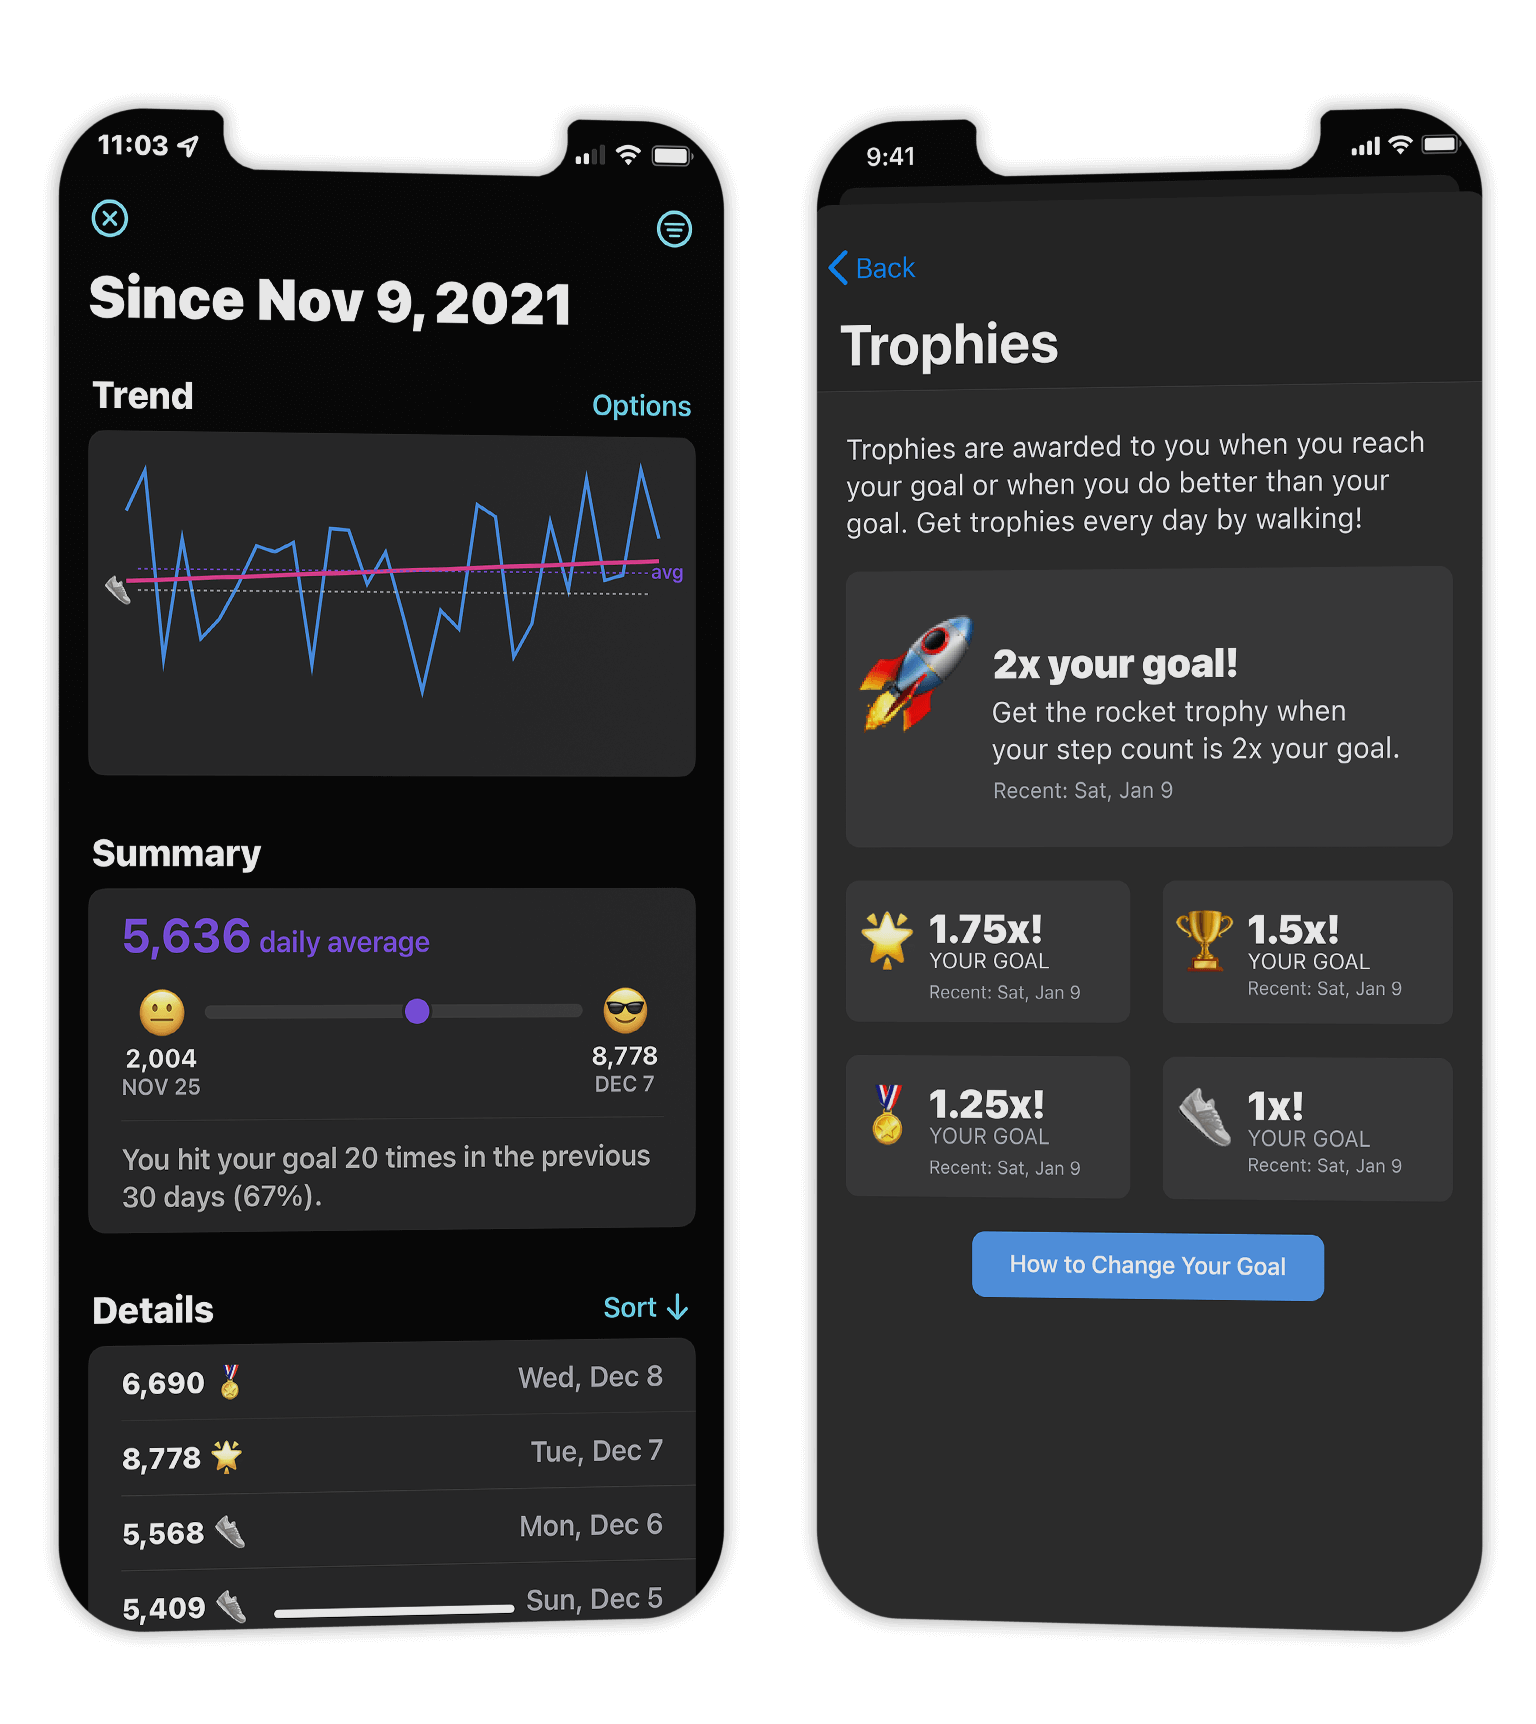 11:03
Since Nov 9, 2021
Trend
Options
avg
Summary
5,636 daily average
2,004
NOV 25
8,778
DEC 7
You hit your goal 20 times in the previous
30 days (67%).
Details
Sort
6,690
Wed, Dec 8
8,778
Tue, Dec 7
5,568
Mon, Dec 6
5,409
Sun, Dec 5
9:41
Back
Trophies
Trophies are awarded to you when you reach
your goal or when you do better than your
goal. Get trophies every day by walking!
2x your goal!
Get the rocket trophy when
your step count is 2x your goal.
Recent: Sat, Jan 9
1.75x!
YOUR GOAL
Recent: Sat, Jan 9
1.5x!
YOUR GOAL
Recent: Sat, Jan 9
1.25x!
YOUR GOAL
Recent: Sat, Jan 9
1x!
YOUR GOAL
Recent: Sat, Jan 9
How to Change Your Goal